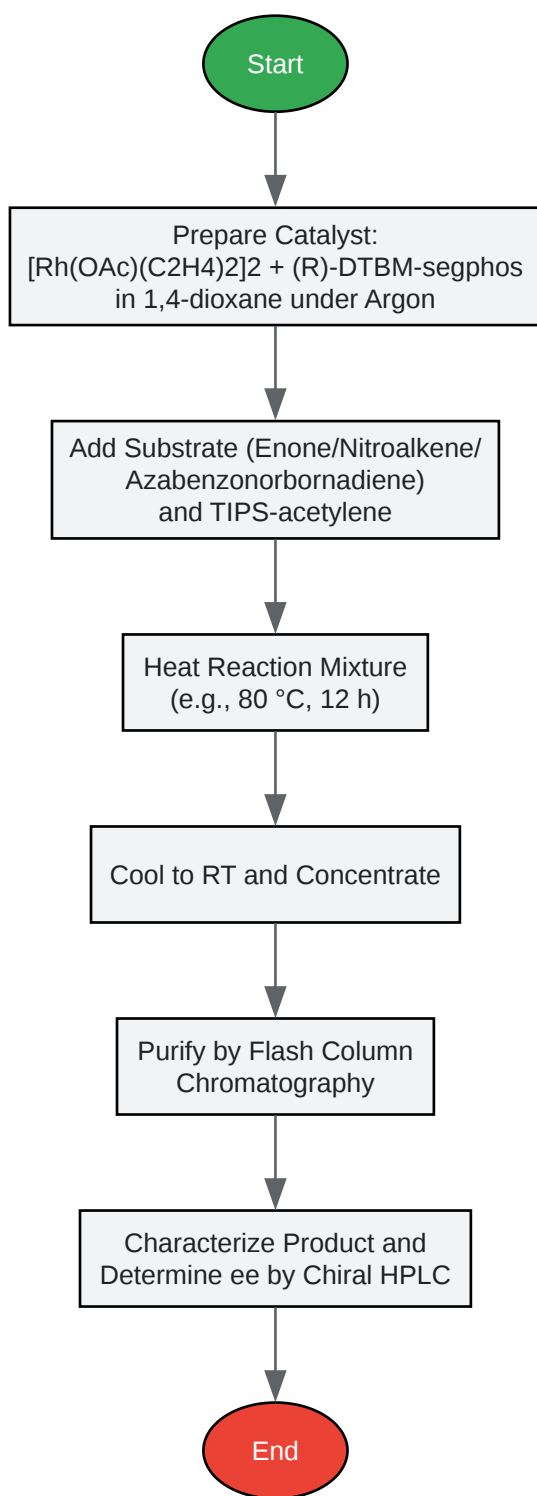 Start
Prepare Catalyst:
[Rh(OAc)(C2H4)2]2 + (R)-DTBM-segphos
in 1,4-dioxane under Argon
Add Substrate (Enone/Nitroalkene/
Azabenzonorbornadiene)
and TIPS-acetylene
Heat Reaction Mixture
(e.g., 80 °C, 12 h)
Cool to RT and Concentrate
Purify by Flash Column
Chromatography
Characterize Product and
Determine ee by Chiral HPLC
End